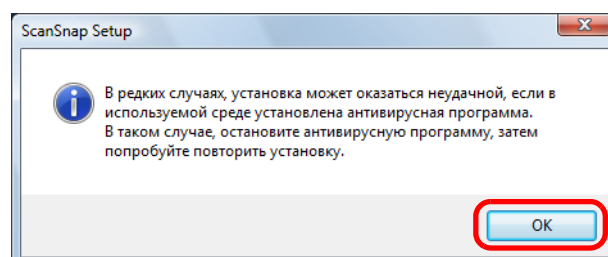 ScanSnap Setup
В редких случаях, установка может оказаться неудачной, если в
используемой среде установлена антивирусная программа.
В таком случае, остановите антивирусную программу, затем
попробуйте повторить установку.
OK